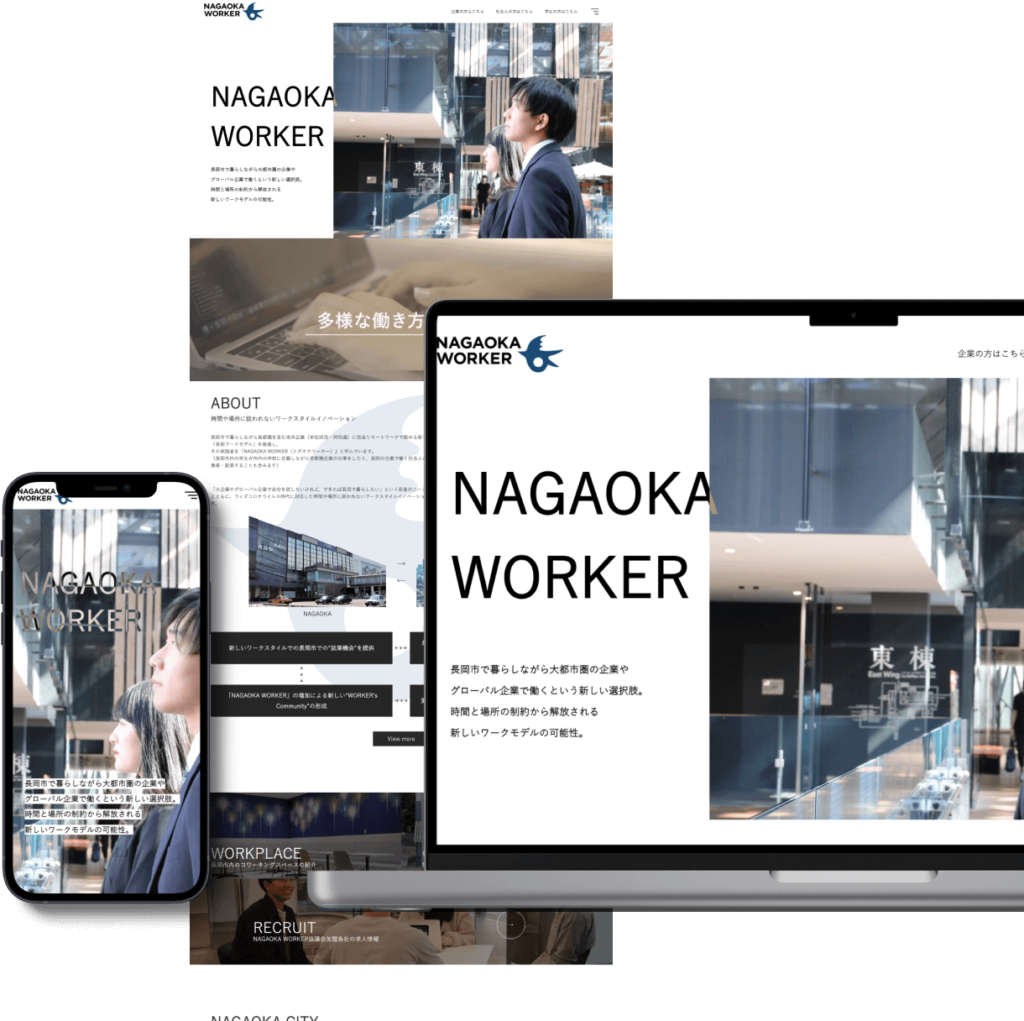 NAGAOKA
WORKER
企業の方はこちら
社会人の方はこちら
学生の方はこちら
NAGAOKA
WORKER
長岡市で暮らしながら大都市圏の企業や
グローバル企業で働くという新しい選択肢。
時間と場所の制約から解放される
新しいワークモデルの可能性。
東棟
East Wing
多様な働き方
ABOUT
時間や場所に捉われないワークスタイルイノベーション
NAGAOKA
新しいワークスタイルでの長岡市での"就業機会"を提供
「NAGAOKA WORKER」の増加による新しい"WORKER's
Community"の形成
View more
WORKPLACE
長岡市内のコワーキングスペースの紹介
RECRUIT
NAGAOKA WORKER協議会加盟各社の求人情報
NAGAOKA CITY
NAGAOKA
WORKER
企業の方はこちら
NAGAOKA
WORKER
長岡市で暮らしながら大都市圏の企業や
グローバル企業で働くという新しい選択肢。
時間と場所の制約から解放される
新しいワークモデルの可能性。
東棟
East Wing
NAGAOKA
WORKER
NAGAOKA
WORKER
棟
長岡市で暮らしながら大都市圏の企業や
グローバル企業で働くという新しい選択肢。
時間と場所の制約から解放される
新しいワークモデルの可能性。